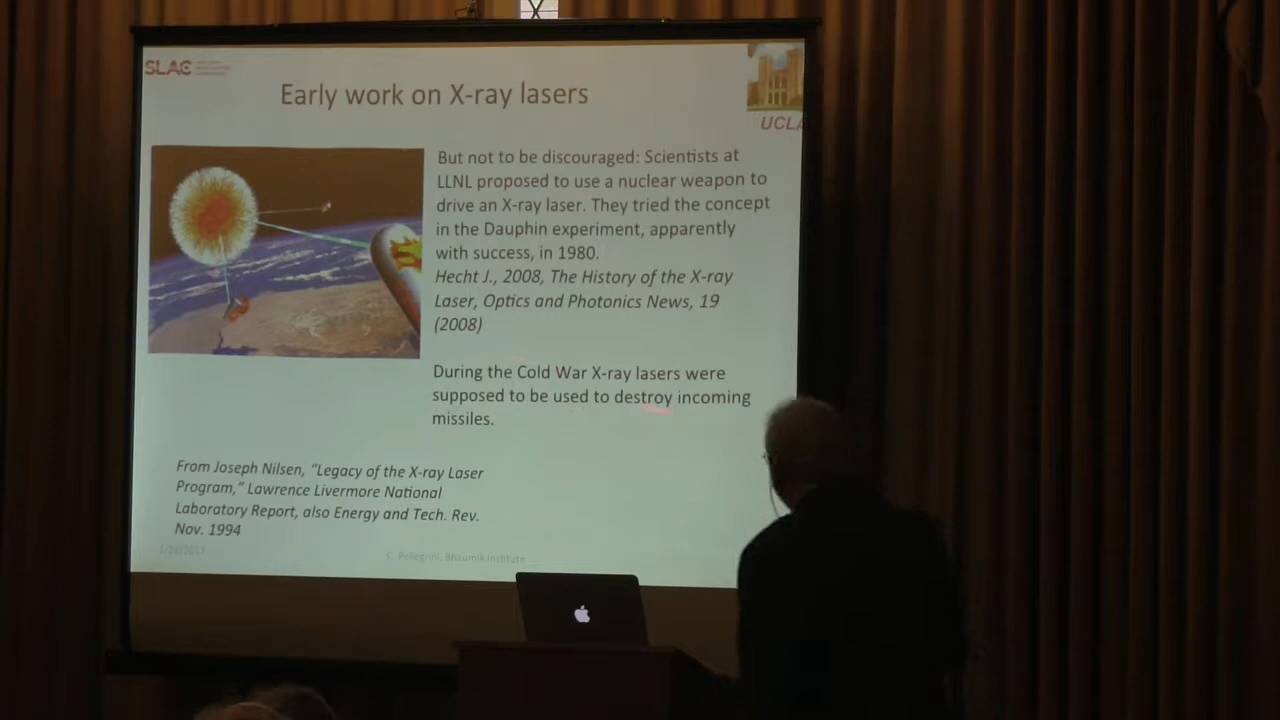 SLAC
Early work on X-ray lasers
UCLA
But not to be discouraged: Scientists at
LLNL proposed to use a nuclear weapon to
drive an X-ray laser. They tried the concept
in the Dauphin experiment, apparently
with success, in 1980.
Hecht J., 2008, The History of the X-ray
Laser, Optics and Photonics News, 19
(2008)
During the Cold War X-ray lasers were
supposed to be used to destroy incoming
missiles.
From Joseph Nilsen, “Legacy of the X-ray Laser
Program,” Lawrence Livermore National
Laboratory Report, also Energy and Tech. Rev.
Nov. 1994
C. Pellegrini, Bhaumik Institute